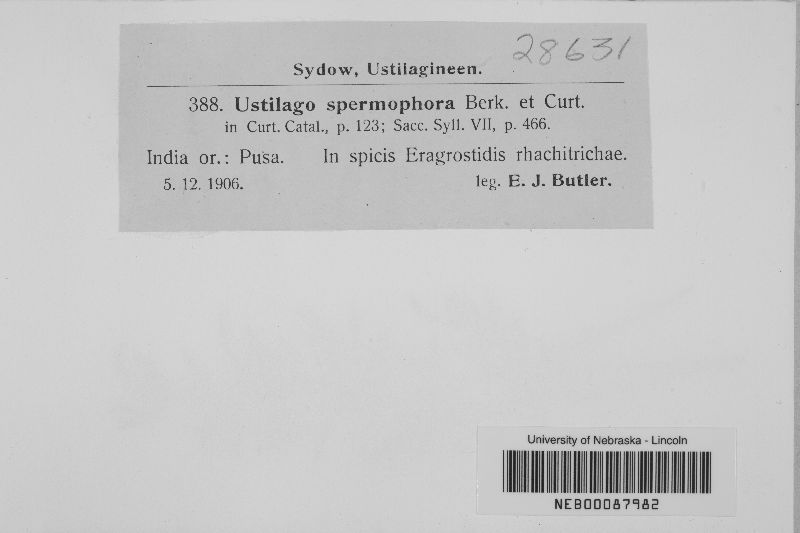 28631
Sydow, Ustilagineen.
388. Ustilago spermophora Berk. et Curt.
in Curt. Catal., p. 123; Sacc. Syll. VII, p. 466.
India or.: Pusa. In spicis Eragrostidis rhachitrichae.
5. 12. 1906. leg. E. J. Butler.
University of Nebraska - Lincoln
NEB00087982